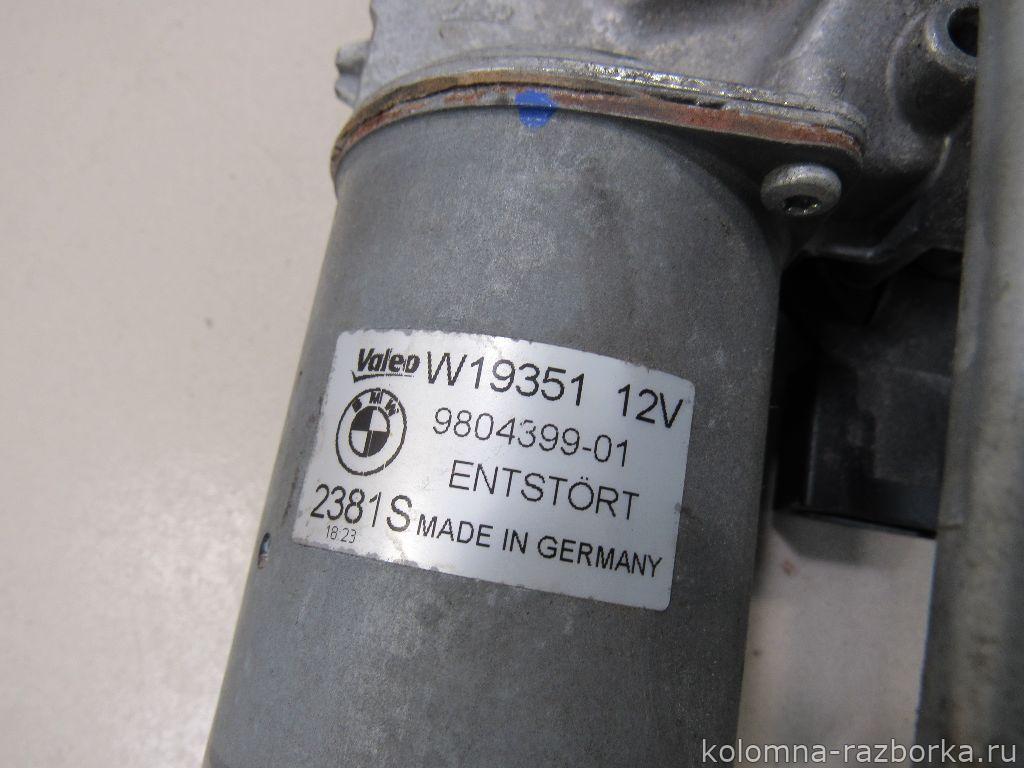 Valeo W19351 12V
BMW 9804399-01
ENTSTÖRT
2381S MADE IN GERMANY
18:23
kolomna-razborka.ru